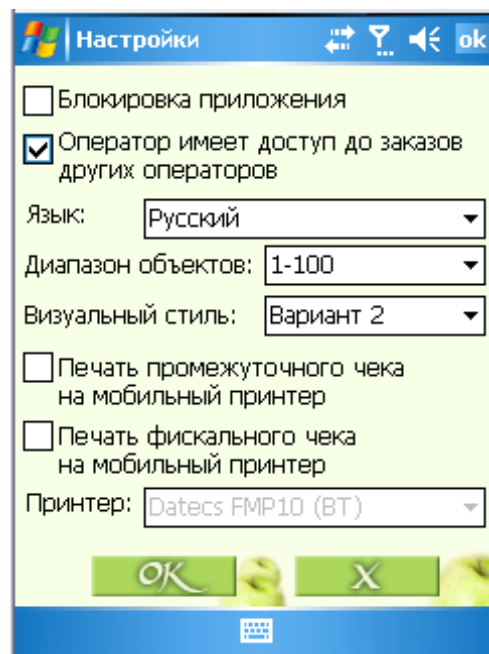 Настройки ok
Блокировка приложения
Оператор имеет доступ до заказов
других операторов
Язык: Русский
Диапазон объектов: 1-100
Визуальный стиль: Вариант 2
Печать промежуточного чека
на мобильный принтер
Печать фискального чека
на мобильный принтер
Принтер: Datecs FMP10 (BT)
OK X